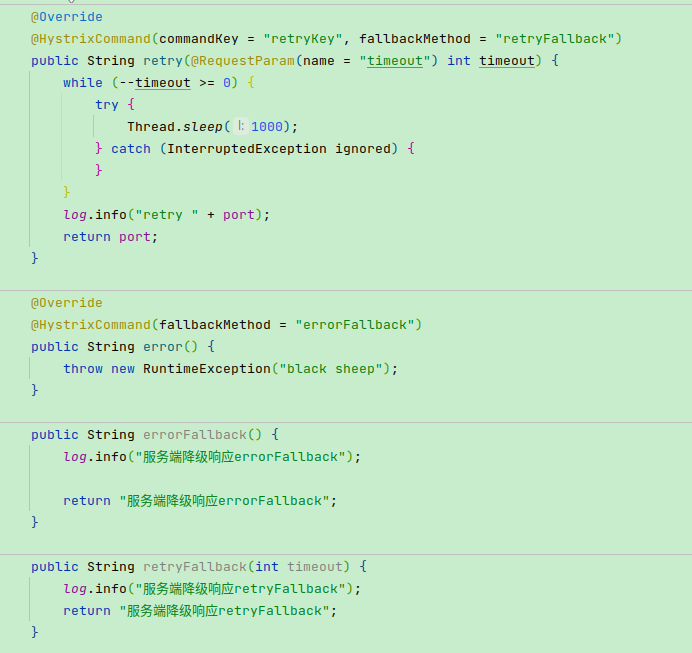 @Override
@HystrixCommand(commandKey = "retryKey", fallbackMethod = "retryFallback")
public String retry(@RequestParam(name = "timeout") int timeout) {
while (--timeout >= 0) {
try {
Thread.sleep( l: 1000);
} catch (InterruptedException ignored) {
}
}
log.info("retry " + port);
return port;
}
@Override
@HystrixCommand(fallbackMethod = "errorFallback")
public String error() {
throw new RuntimeException("black sheep");
}
public String errorFallback() {
log.info("服务端降级响应errorFallback");
return "服务端降级响应errorFallback";
}
public String retryFallback(int timeout) {
log.info("服务端降级响应retryFallback");
return "服务端降级响应retryFallback";
}